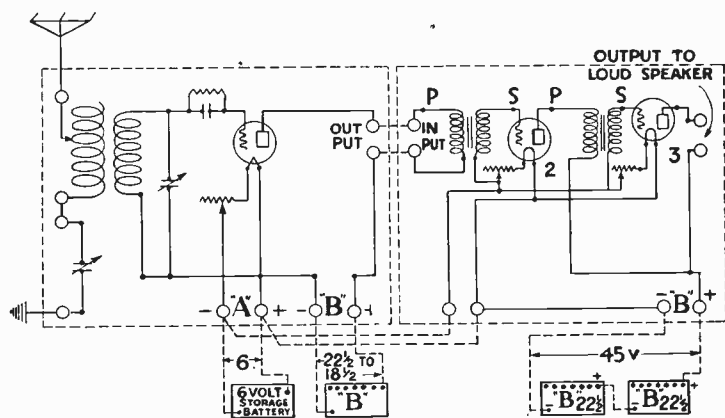 OUTPUT TO
LOUD SPEAKER
P
S
P
S
OUT
PUT
IN
PUT
2
3
- "A" + - "B" +
- "B" +
6
22½ TO
18½
45 V
6 VOLT
STORAGE
BATTERY
"B"
- "B" 22½ +
- "B" 22½ +